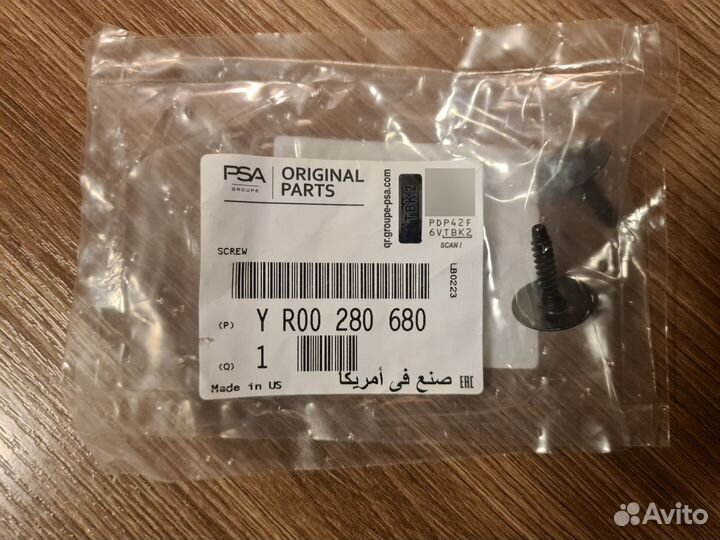 PSA
GROUPE
ORIGINAL
PARTS
qr.groupe-psa.com
TBK2
PDP42F
6VTBK2
SCAN!
SCREW
LB0223
(P) Y R00 280 680
(Q) 1
Made in US
صنع في أمريكا
EAC
Avito